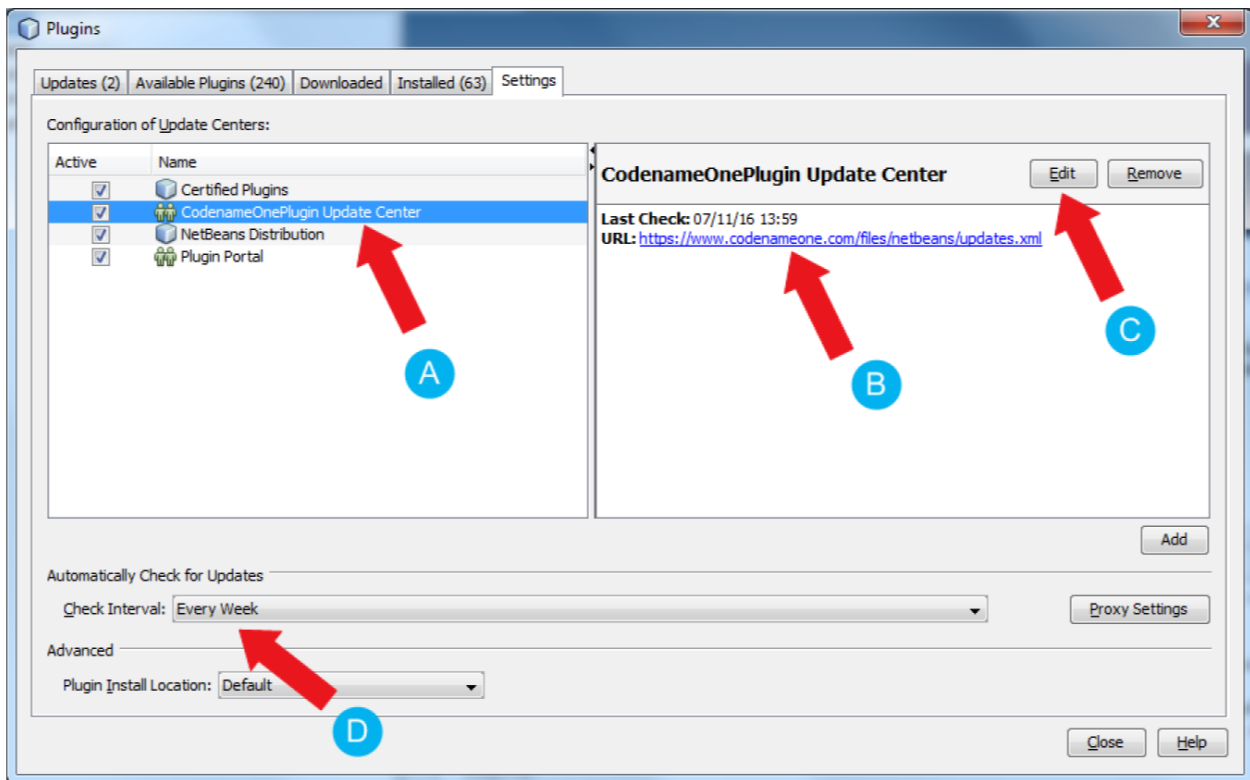 Plugins
Updates (2) Available Plugins (240) Downloaded Installed (63) Settings
Configuration of Update Centers:
Active Name
Certified Plugins
CodenameOnePlugin Update Center
NetBeans Distribution
Plugin Portal
CodenameOnePlugin Update Center Edit Remove
Last Check: 07/11/16 13:59
URL: https://www.codenameone.com/files/netbeans/updates.xml
A
B
C
Add
Automatically Check for Updates
Check Interval: Every Week Proxy Settings
Advanced
Plugin Install Location: Default
D
Close Help